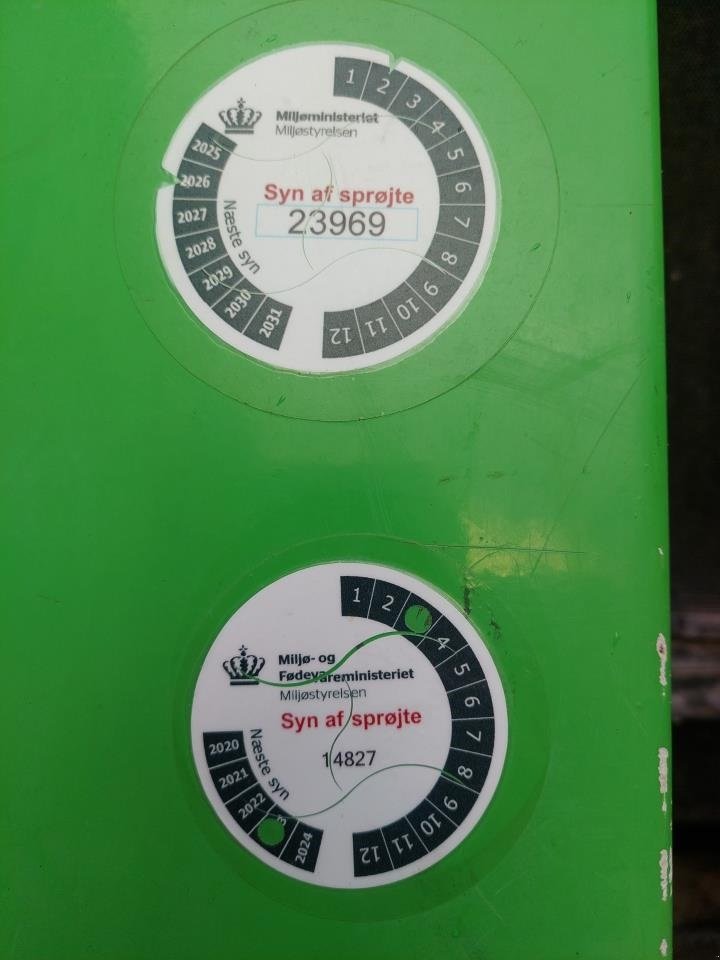 1 2 3 4 5 6 7 8 9 10 11 12
Miljøministeriet
Miljøstyrelsen
2025
2026
2027
2028
2029
2030
2031
Næste syn
Syn af sprøjte
23969
1 2 4 5 6 7 8 9 10 11 12
Miljø- og
Fødevareministeriet
Miljøstyrelsen
Syn af sprøjte
14827
Næste syn
2020
2021
2022
3
2024